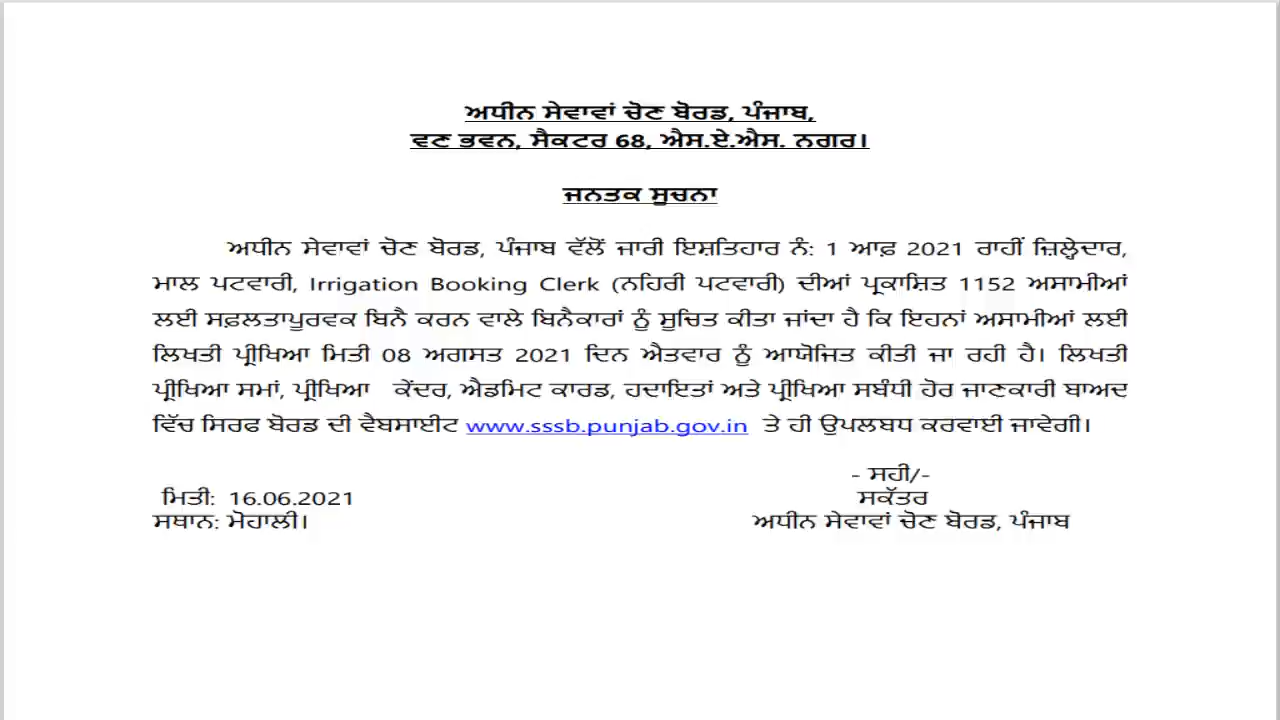 ਅਧੀਨ ਸੇਵਾਵਾਂ ਚੋਣ ਬੋਰਡ, ਪੰਜਾਬ,
ਵਣ ਭਵਨ, ਸੈਕਟਰ 68, ਐਸ.ਏ.ਐਸ. ਨਗਰ।
ਜਨਤਕ ਸੂਚਨਾ
ਅਧੀਨ ਸੇਵਾਵਾਂ ਚੋਣ ਬੋਰਡ, ਪੰਜਾਬ ਵੱਲੋਂ ਜਾਰੀ ਇਸ਼ਤਿਹਾਰ ਨੰ: 1 ਆਫ਼ 2021 ਰਾਹੀਂ ਜ਼ਿਲ੍ਹੇਦਾਰ,
ਮਾਲ ਪਟਵਾਰੀ, Irrigation Booking Clerk (ਨਹਿਰੀ ਪਟਵਾਰੀ) ਦੀਆਂ ਪ੍ਰਕਾਸ਼ਿਤ 1152 ਅਸਾਮੀਆਂ
ਲਈ ਸਫ਼ਲਤਾਪੂਰਵਕ ਬਿਨੈ ਕਰਨ ਵਾਲੇ ਬਿਨੈਕਾਰਾਂ ਨੂੰ ਸੂਚਿਤ ਕੀਤਾ ਜਾਂਦਾ ਹੈ ਕਿ ਇਹਨਾਂ ਅਸਾਮੀਆਂ ਲਈ
ਲਿਖਤੀ ਪ੍ਰੀਖਿਆ ਮਿਤੀ 08 ਅਗਸਤ 2021 ਦਿਨ ਐਤਵਾਰ ਨੂੰ ਆਯੋਜਿਤ ਕੀਤੀ ਜਾ ਰਹੀ ਹੈ। ਲਿਖਤੀ
ਪ੍ਰੀਖਿਆ ਸਮਾਂ, ਪ੍ਰੀਖਿਆ ਕੇਂਦਰ, ਐਡਮਿਟ ਕਾਰਡ, ਹਦਾਇਤਾਂ ਅਤੇ ਪ੍ਰੀਖਿਆ ਸਬੰਧੀ ਹੋਰ ਜਾਣਕਾਰੀ ਬਾਅਦ
ਵਿੱਚ ਸਿਰਫ ਬੋਰਡ ਦੀ ਵੈਬਸਾਈਟ www.sssb.punjab.gov.in ਤੇ ਹੀ ਉਪਲਬਧ ਕਰਵਾਈ ਜਾਵੇਗੀ।
- ਸਹੀ/-
ਮਿਤੀ: 16.06.2021 ਸਕੱਤਰ
ਸਥਾਨ: ਮੋਹਾਲੀ। ਅਧੀਨ ਸੇਵਾਵਾਂ ਚੋਣ ਬੋਰਡ, ਪੰਜਾਬ